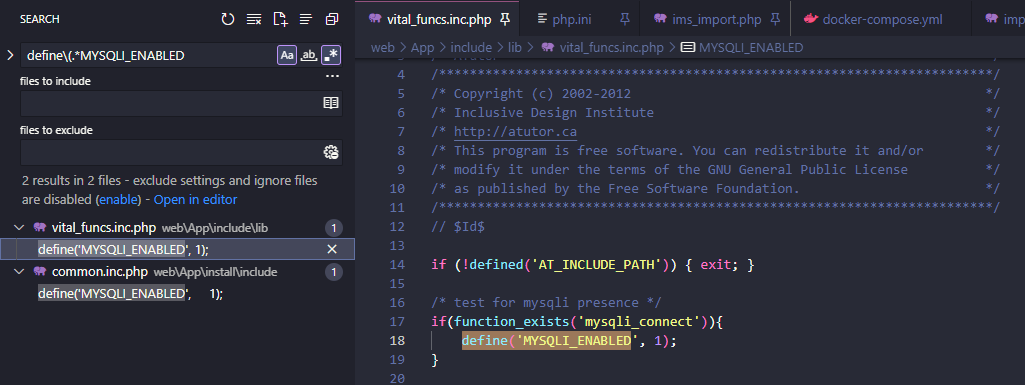 SEARCH
define\(.*MYSQLI_ENABLED
Aa ab .*
files to include
files to exclude
2 results in 2 files - exclude settings and ignore files
are disabled (enable) - Open in editor
vital_funcs.inc.php web\App\include\lib 1
define('MYSQLI_ENABLED', 1);
common.inc.php web\App\install\include 1
define('MYSQLI_ENABLED', 1);
vital_funcs.inc.php php.ini ims_import.php docker-compose.yml imp
web > App > include > lib > vital_funcs.inc.php > MYSQLI_ENABLED
4 /************************************************************************/
5 /* Copyright (c) 2002-2012 */
6 /* Inclusive Design Institute */
7 /* http://atutor.ca */
8 /* This program is free software. You can redistribute it and/or */
9 /* modify it under the terms of the GNU General Public License */
10 /* as published by the Free Software Foundation. */
11 /************************************************************************/
12 // $Id$
13
14 if (!defined('AT_INCLUDE_PATH')) { exit; }
15
16 /* test for mysqli presence */
17 if(function_exists('mysqli_connect')){
18 define('MYSQLI_ENABLED', 1);
19 }
20